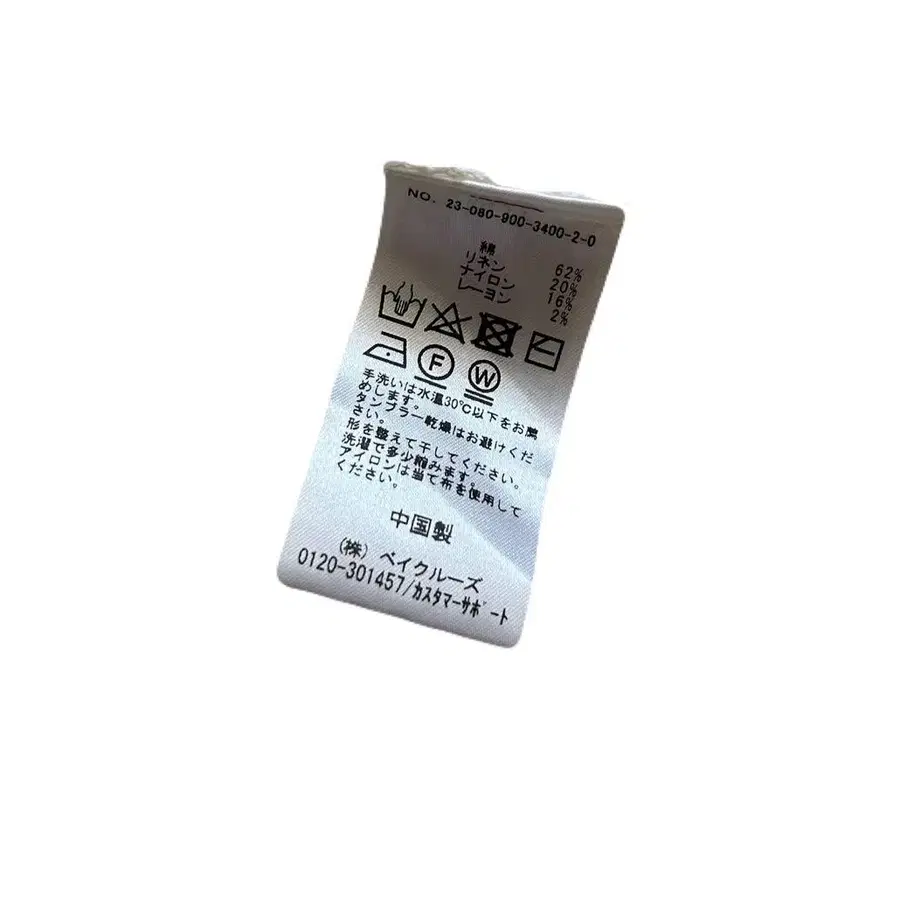 NO. 23-080-900-3400-2-0
綿 62%
リネン 20%
ナイロン 16%
レーヨン 2%
F W
手洗いは水温30℃以下をお薦
めします。
タンブラー乾燥はお避けくだ
さい。
形を整えて干してください。
洗濯で多少縮みます。
アイロンは当て布を使用して
ください。
中国製
(株) ベイクルーズ
0120-301457/カスタマーサポート